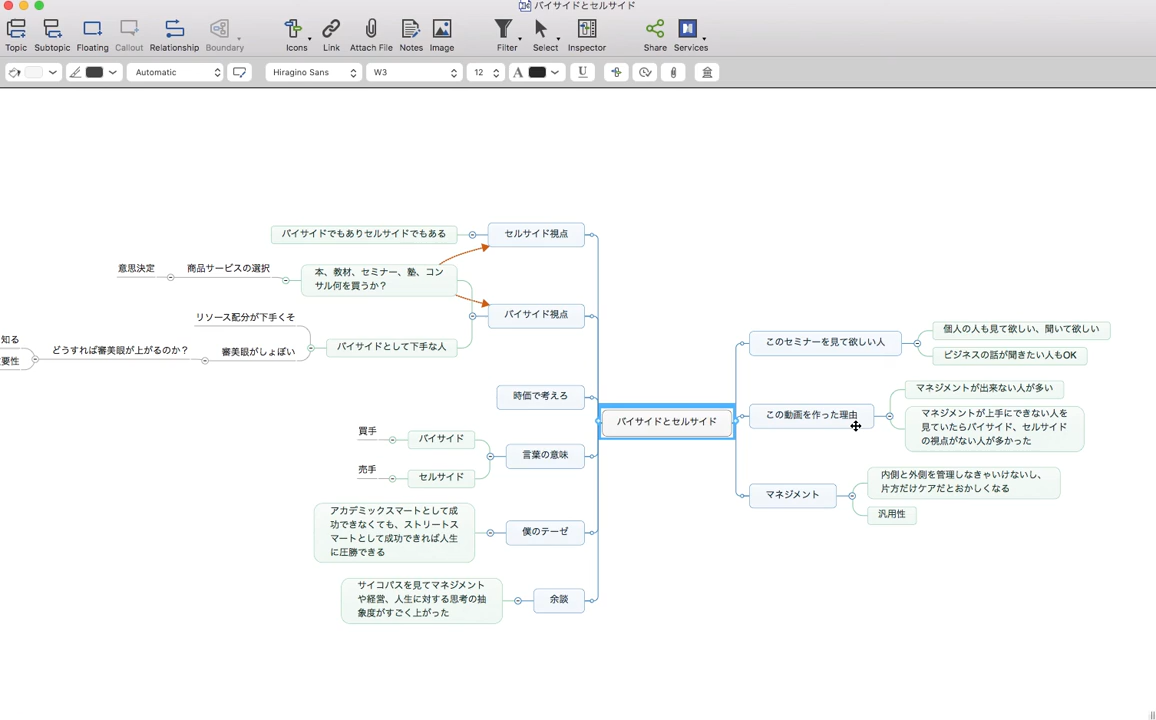 バイサイドとセルサイド
Topic Subtopic Floating Callout Relationship Boundary Icons Link Attach File Notes Image Filter Select Inspector Share Services
Automatic Hiragino Sans W3 12 A U
バイサイドでもありセルサイドでもある
セルサイド視点
意思決定
商品サービスの選択
本、教材、セミナー、塾、コン
サル何を買うか？
バイサイド視点
リソース配分が下手くそ
知る
要性
どうすれば審美眼が上がるのか？
審美眼がしょぼい
バイサイドとして下手な人
時価で考えろ
買手
バイサイド
言葉の意味
売手
セルサイド
アカデミックスマートとして成
功できなくても、ストリートス
マートとして成功できれば人生
に圧勝できる
僕のテーゼ
サイコパスを見てマネジメント
や経営、人生に対する思考の抽
象度がすごく上がった
余談
バイサイドとセルサイド
このセミナーを見て欲しい人
個人の人も見て欲しい、聞いて欲しい
ビジネスの話が聞きたい人もOK
この動画を作った理由
マネジメントが出来ない人が多い
マネジメントが上手にできない人を
見ていたらバイサイド、セルサイド
の視点がない人が多かった
マネジメント
内側と外側を管理しなきゃいけないし、
片方だけケアだとおかしくなる
汎用性